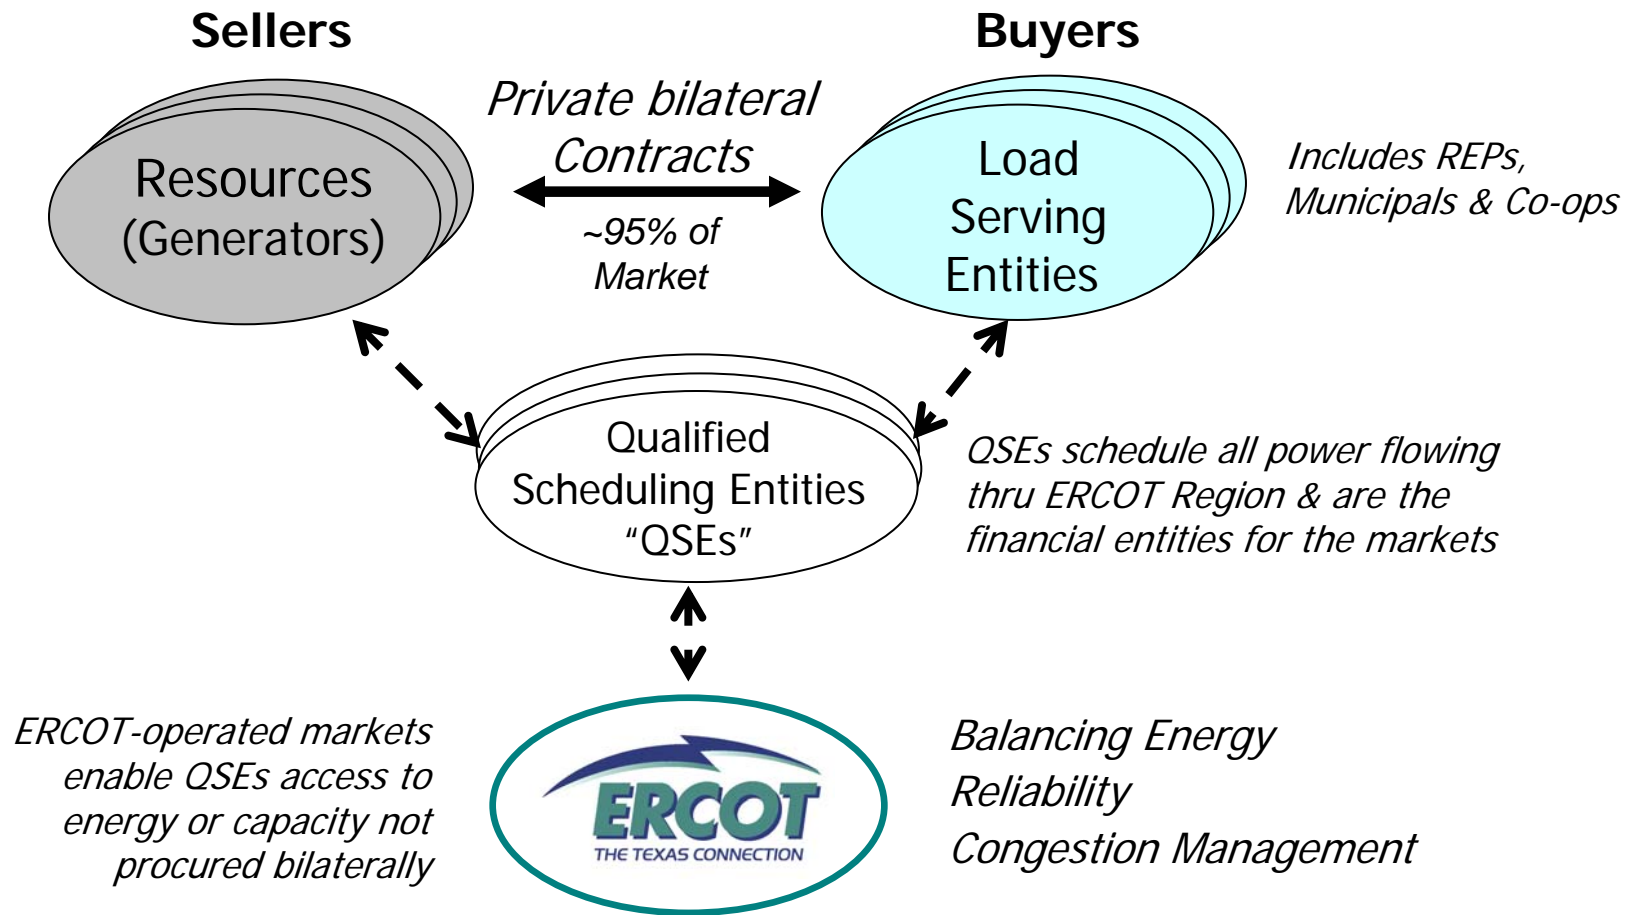 Sellers
Buyers
Private bilateral
Contracts
~95% of
Market
Resources
(Generators)
Load
Serving
Entities
Includes REPs,
Municipals & Co-ops
Qualified
Scheduling Entities
“QSEs”
QSEs schedule all power flowing
thru ERCOT Region & are the
financial entities for the markets
ERCOT-operated markets
enable QSEs access to
energy or capacity not
procured bilaterally
ERCOT
THE TEXAS CONNECTION
Balancing Energy
Reliability
Congestion Management